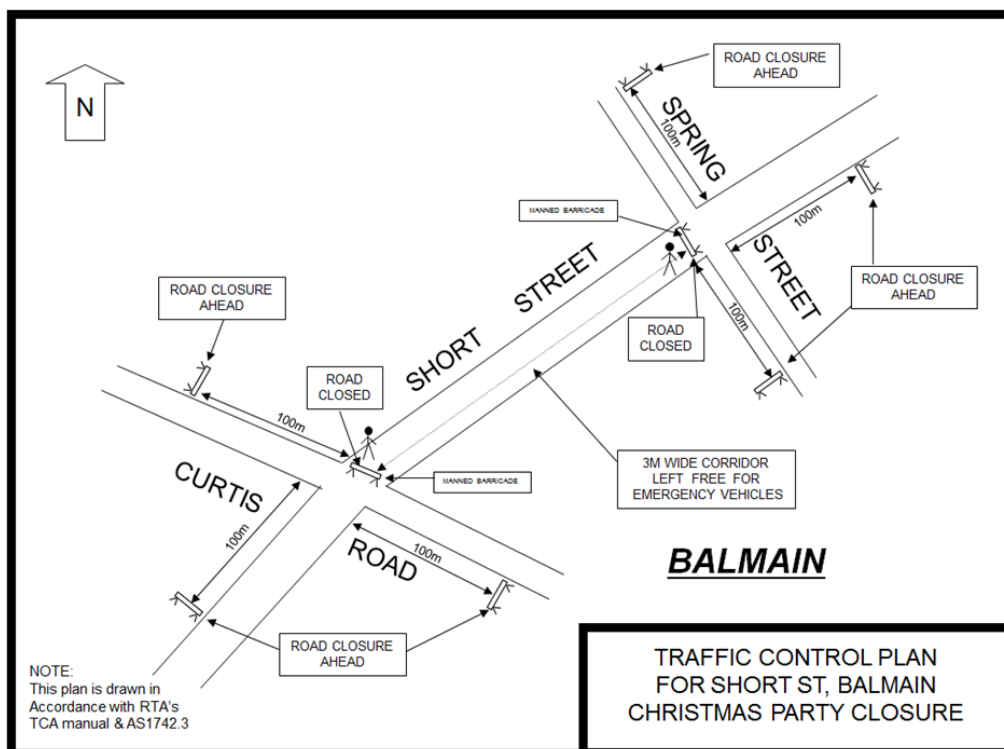 N
ROAD CLOSURE
AHEAD
SPRING
100m
100m
MANNED BARRICADE
STREET
ROAD CLOSURE
AHEAD
100m
ROAD
CLOSED
SHORT STREET
ROAD CLOSURE
AHEAD
ROAD
CLOSED
100m
MANNED BARRICADE
3M WIDE CORRIDOR
LEFT FREE FOR
EMERGENCY VEHICLES
CURTIS
100m
ROAD
100m
BALMAIN
ROAD CLOSURE
AHEAD
NOTE:
This plan is drawn in
Accordance with RTA's
TCA manual & AS1742.3
TRAFFIC CONTROL PLAN
FOR SHORT ST, BALMAIN
CHRISTMAS PARTY CLOSURE